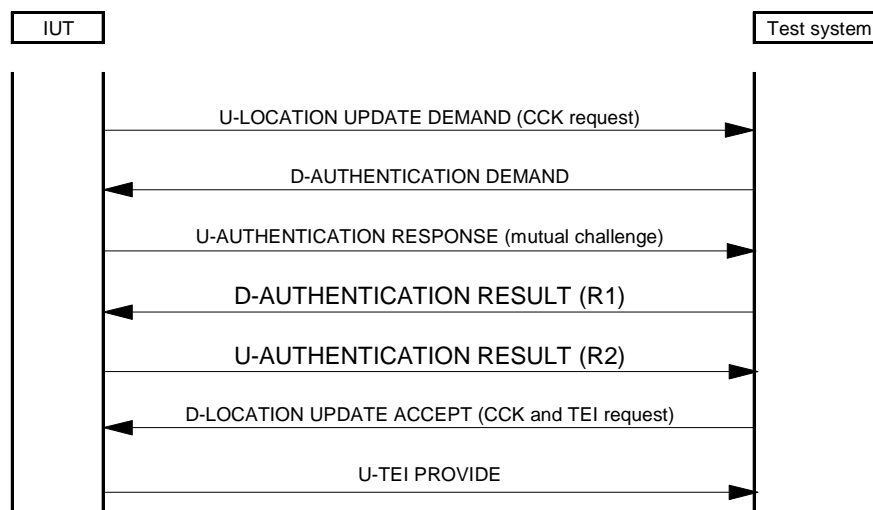 IUT
Test system
U-LOCATION UPDATE DEMAND (CCK request)
D-AUTHENTICATION DEMAND
U-AUTHENTICATION RESPONSE (mutual challenge)
D-AUTHENTICATION RESULT (R1)
U-AUTHENTICATION RESULT (R2)
D-LOCATION UPDATE ACCEPT (CCK and TEI request)
U-TEI PROVIDE